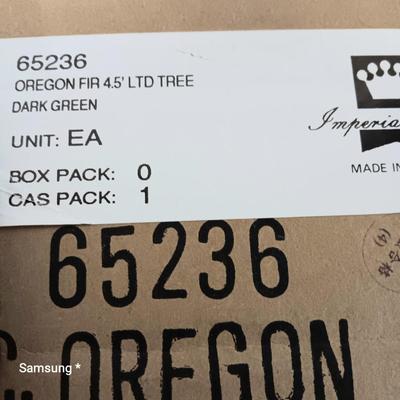 65236
OREGON FIR 4.5' LTD TREE
DARK GREEN
UNIT: EA
BOX PACK: 0
CAS PACK: 1
Imperia
MADE IN
65236
C. OREGON
Samsung *